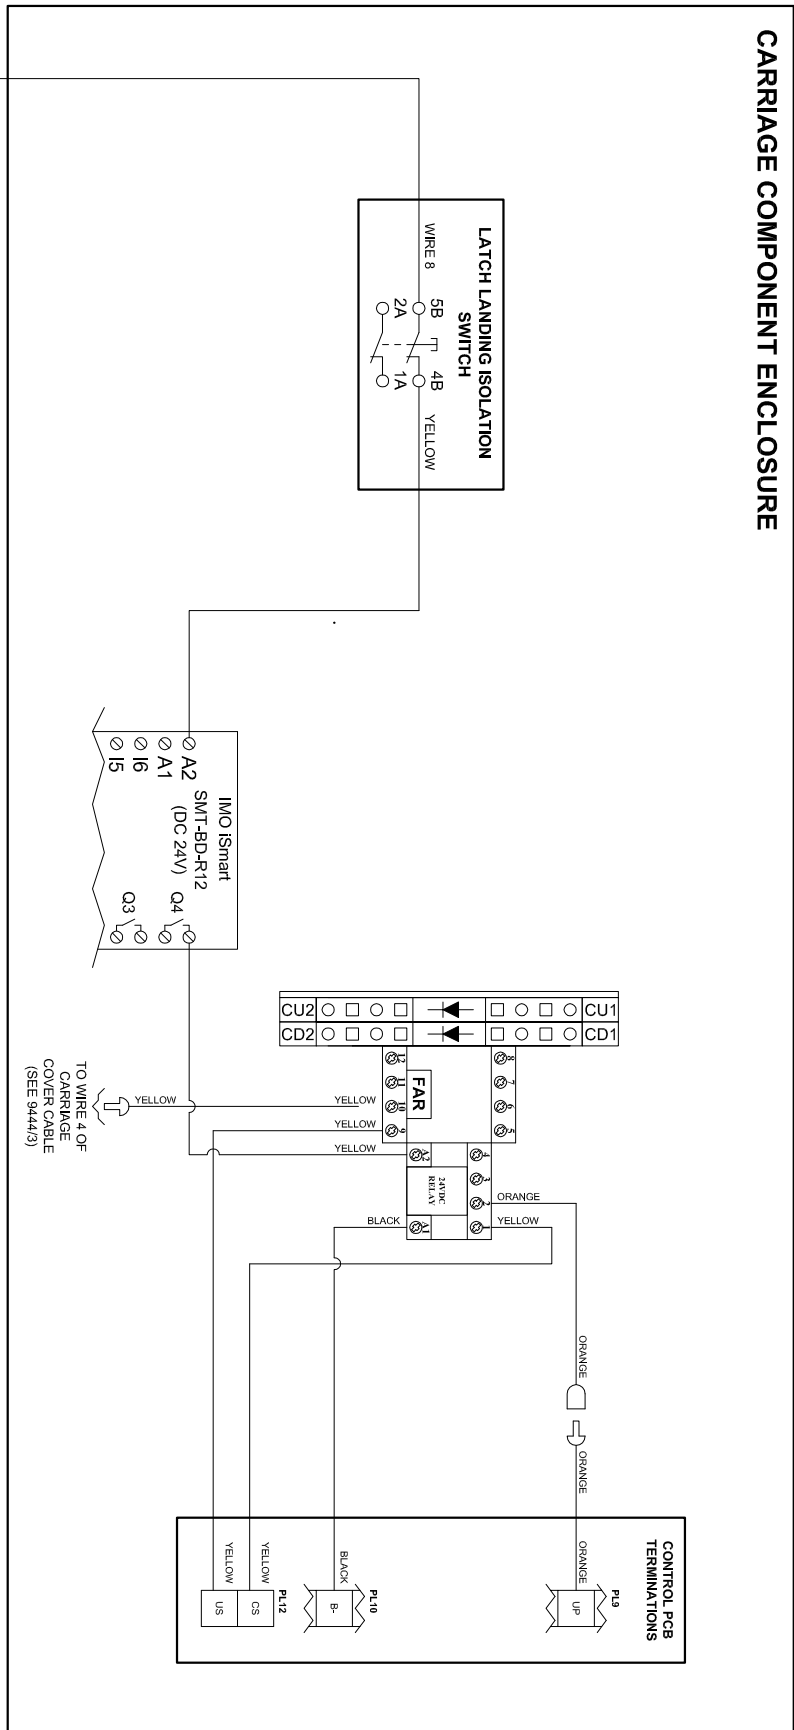 CARRIAGE COMPONENT ENCLOSURE
LATCH LANDING ISOLATION
SWITCH
WIRE 8
5B
4B
YELLOW
2A
1A
IMO iSmart
SMT-BD-R12
(DC 24V)
A2
A1
I6
I5
Q4
Q3
CU1
CD1
CU2
CD2
8
7
6
5
FAR
12
11
10
9
4
3
2
1
24VDC
RELAY
A2
A1
ORANGE
YELLOW
BLACK
YELLOW
YELLOW
YELLOW
YELLOW
TO WIRE 4 OF
CARRIAGE
COVER CABLE
(SEE 9444/3)
ORANGE
ORANGE
CONTROL PCB
TERMINATIONS
ORANGE
PL9
UP
BLACK
PL10
B-
YELLOW
PL12
CS
YELLOW
US